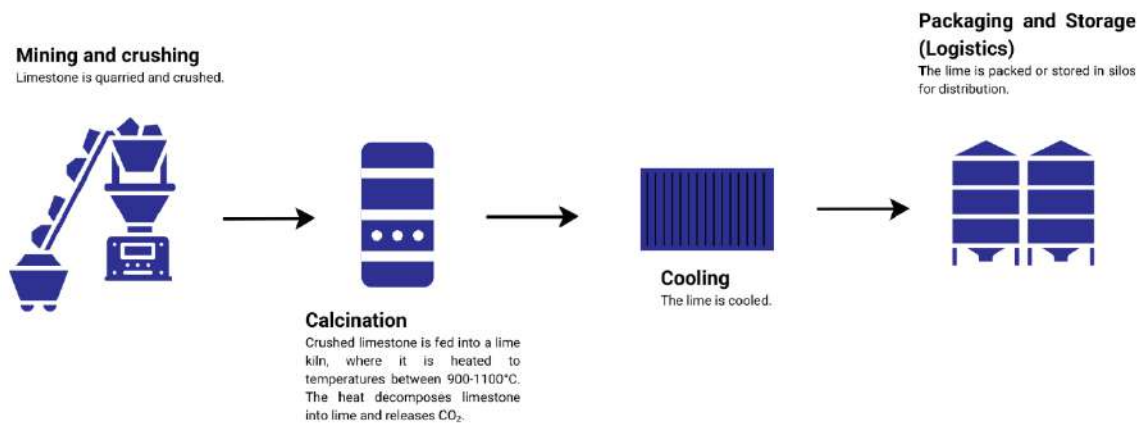 Mining and crushing
Limestone is quarried and crushed.
Calcination
Crushed limestone is fed into a lime
kiln, where it is heated to
temperatures between 900-1100°C.
The heat decomposes limestone
into lime and releases CO₂.
Cooling
The lime is cooled.
Packaging and Storage
(Logistics)
The lime is packed or stored in silos
for distribution.